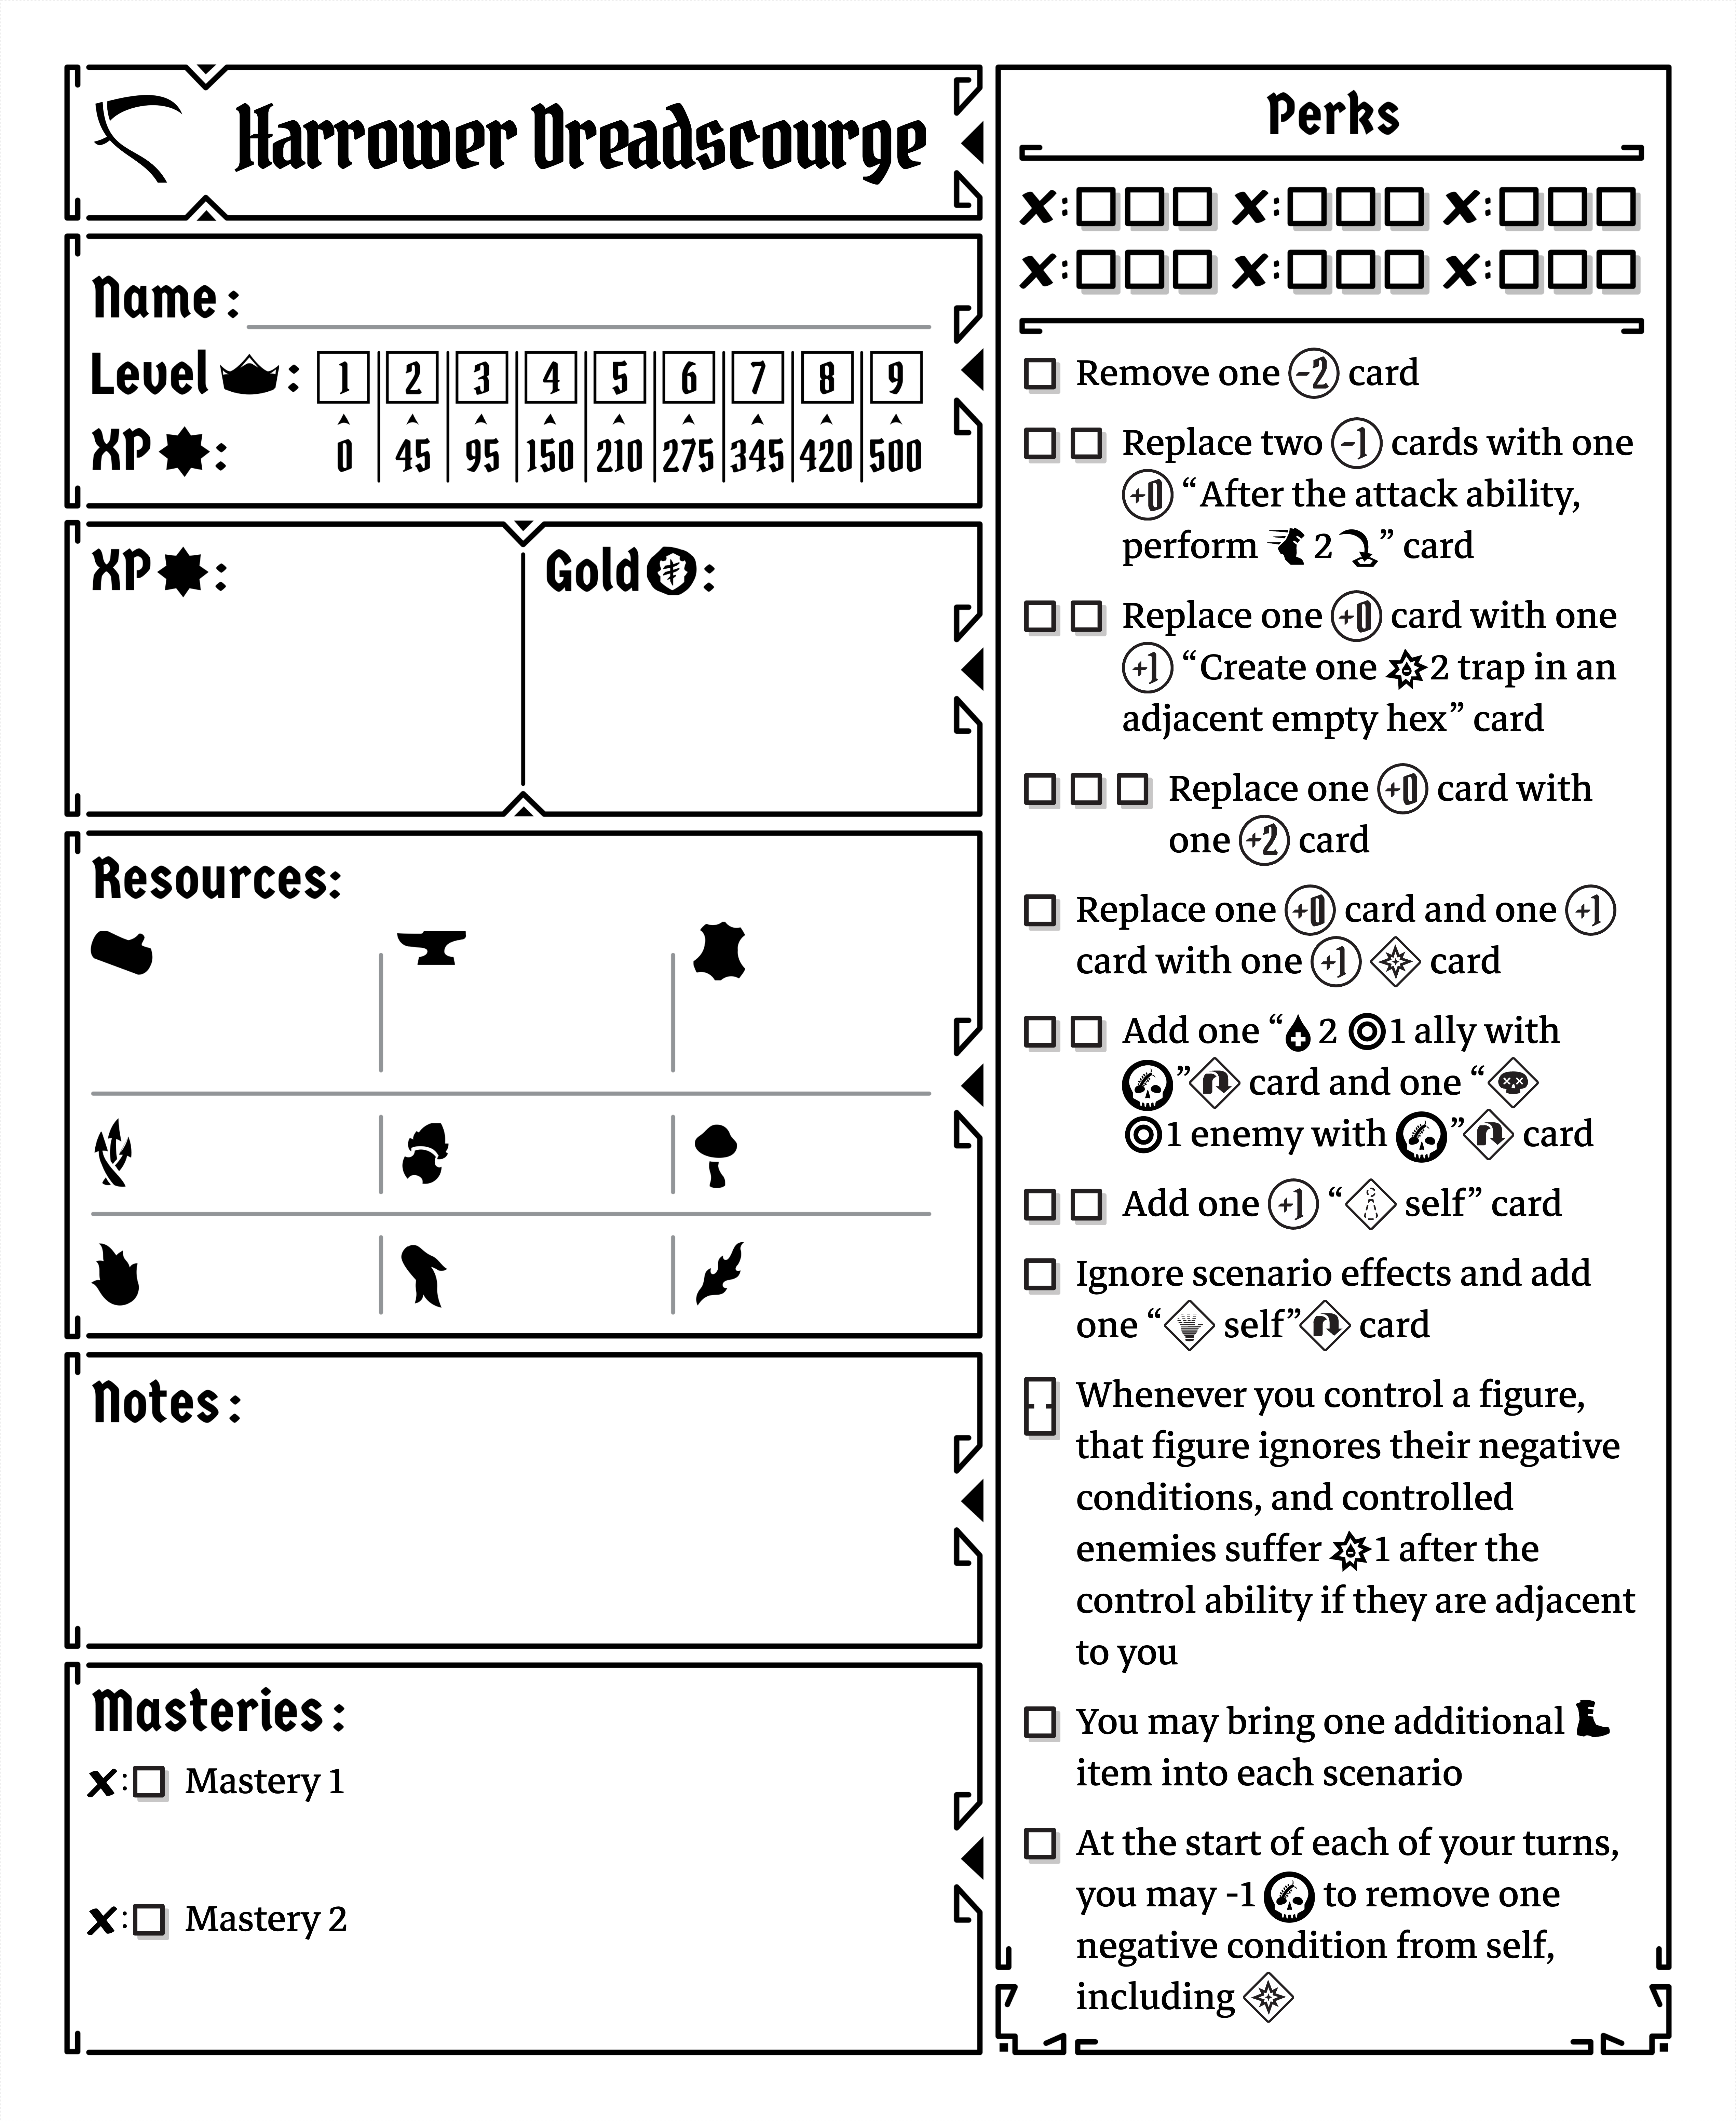 Harrower Dreadscourge
Name:
Level : 1 2 3 4 5 6 7 8 9
XP : 0 45 95 150 210 275 345 420 500
XP : Gold :
Resources:
Notes:
Masteries:
x: Mastery 1
x: Mastery 2
Perks
x: x: x:
x: x: x:
Remove one -2 card
Replace two -1 cards with one
+0 “After the attack ability,
perform 2 ” card
Replace one +0 card with one
+1 “Create one 2 trap in an
adjacent empty hex” card
Replace one +0 card with
one +2 card
Replace one +0 card and one +1
card with one +1 card
Add one “ 2 1 ally with
” card and one “
1 enemy with ” card
Add one +1 “ self” card
Ignore scenario effects and add
one “ self” card
Whenever you control a figure,
that figure ignores their negative
conditions, and controlled
enemies suffer 1 after the
control ability if they are adjacent
to you
You may bring one additional
item into each scenario
At the start of each of your turns,
you may -1 to remove one
negative condition from self,
including